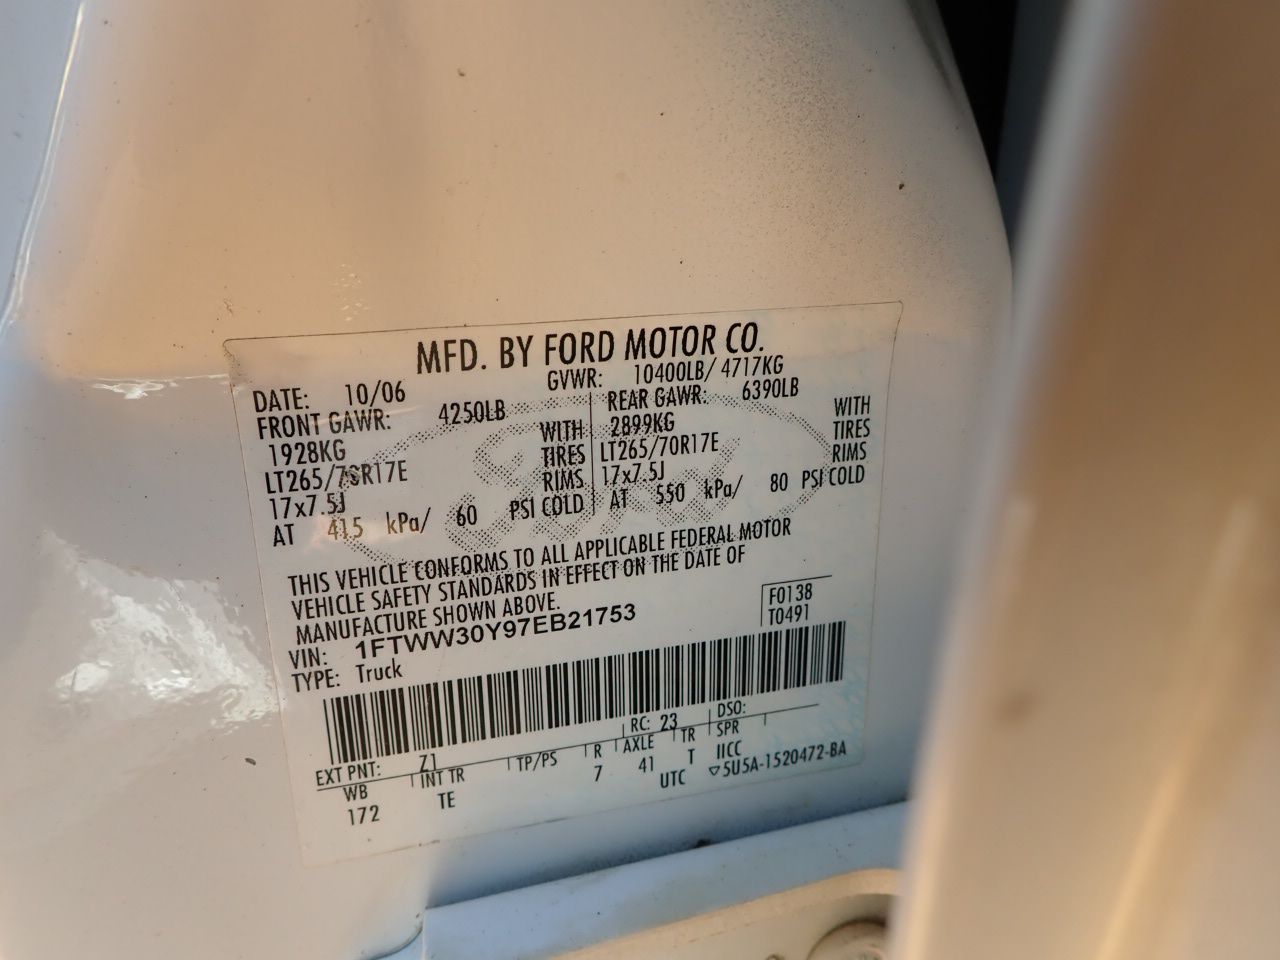 MFD. BY FORD MOTOR CO.
DATE: 10/06 GVWR: 10400LB/ 4717KG
FRONT GAWR: 4250LB REAR GAWR: 6390LB
1928KG WITH 2899KG WITH
LT265/70R17E TIRES LT265/70R17E TIRES
17x7.5J RIMS 17x7.5J RIMS
AT 415 kPa/ 60 PSI COLD AT 550 kPa/ 80 PSI COLD
THIS VEHICLE CONFORMS TO ALL APPLICABLE FEDERAL MOTOR
VEHICLE SAFETY STANDARDS IN EFFECT ON THE DATE OF
MANUFACTURE SHOWN ABOVE.
F0138
VIN: 1FTWW30Y97EB21753 T0491
TYPE: Truck
EXT PNT: Z1 RC: 23 DSO:
WB INT TR TP/PS R AXLE TR SPR
172 TE 7 41 T IICC
UTC ▽5U5A-1520472-BA